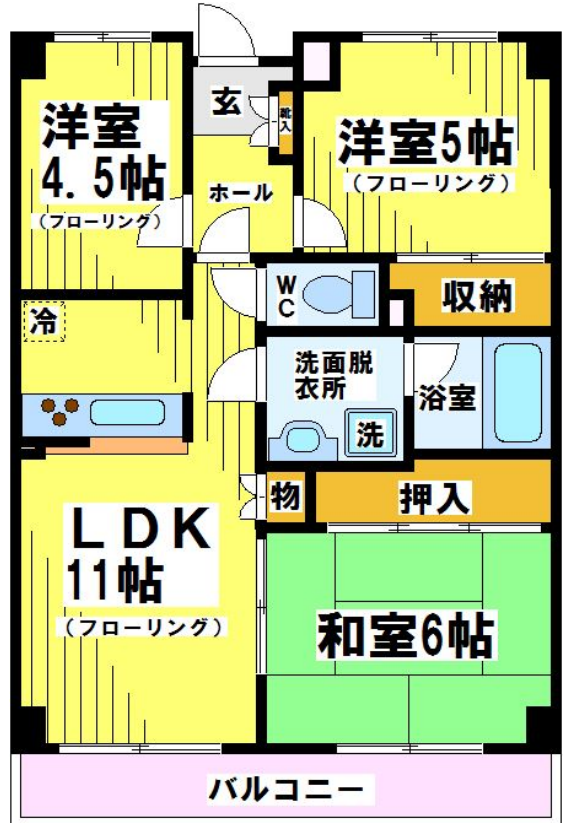 玄
靴入
洋室
4.5帖
(フローリング)
洋室5帖
(フローリング)
ホール
WC
収納
冷
洗面脱
衣所
浴室
洗
物
押入
LDK
11帖
(フローリング)
和室6帖
バルコニー